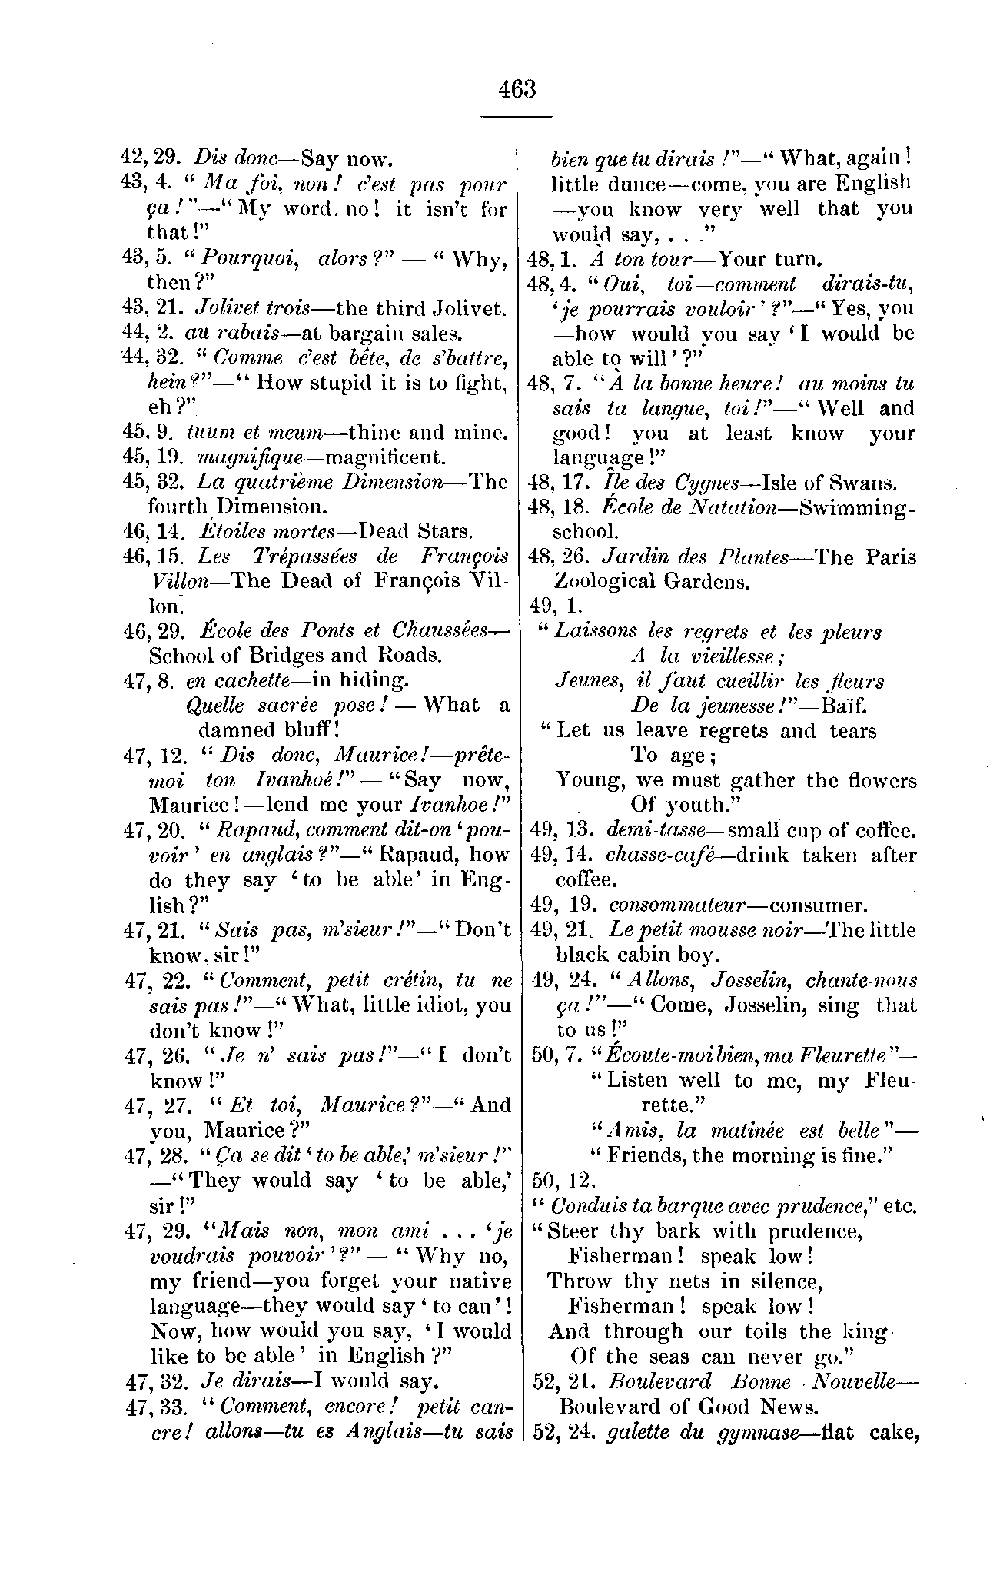 463
42, 29. Dis donc—Say now.
43, 4. “ Ma foi, non! c’est pas pour
ça!”—“My word, no! it isn’t for
that!”
43, 5. “ Pourquoi, alors?” — “ Why,
then?”
43, 21. Jolivet trois—the third Jolivet.
44, 2. au rabais—at bargain sales.
44, 32. “ Comme c’est bête, de s’battre,
hein?”—“ How stupid it is to fight,
eh?”
45, 9. tuum et meum—thine and mine.
45, 19. magnifique—magnificent.
45, 32. La quatrième Dimension—The
fourth Dimension.
46, 14. Étoiles mortes—Dead Stars.
46, 15. Les Trépassées de François
Villon—The Dead of François Vil-
lon.
46, 29. École des Ponts et Chaussées—
School of Bridges and Roads.
47, 8. en cachette—in hiding.
Quelle sacrée pose! — What a
damned bluff!
47, 12. “ Dis donc, Maurice!—prête-
moi ton Ivanhoé!” — “Say now,
Maurice!—lend me your Ivanhoe!”
47, 20. “ Rapaud, comment dit-on ‘pou-
voir’ en anglais?”—“ Rapaud, how
do they say ‘to be able’ in Eng-
lish?”
47, 21. “Sais pas, m’sieur!”—“Don’t
know, sir!”
47, 22. “Comment, petit crétin, tu ne
sais pas!”—“ What, little idiot, you
don’t know!”
47, 26. “Je n’ sais pas!”—“I don’t
know!”
47, 27. “ Et toi, Maurice?”—“ And
you, Maurice?”
47, 28. “Ça se dit ‘to be able,’ m’sieur!”
—“They would say ‘to be able,’
sir!”
47, 29. “Mais non, mon ami . . . ‘je
voudrais pouvoir’?” — “ Why no,
my friend—you forget your native
language—they would say ‘to can’!
Now, how would you say, ‘I would
like to be able’ in English?”
47, 32. Je dirais—I would say.
47, 33. “Comment, encore! petit can-
cre! allons—tu es Anglais—tu sais
bien que tu dirais!”—“ What, again!
little dunce—come, you are English
—you know very well that you
would say, . . .”
48, 1. À ton tour—Your turn.
48, 4. “ Oui, toi—comment dirais-tu,
‘je pourrais vouloir’?”—“ Yes, you
—how would you say ‘I would be
able to will’?”
48, 7. “À la bonne heure! au moins tu
sais ta langue, toi!”—“ Well and
good! you at least know your
language!”
48, 17. Île des Cygnes—Isle of Swans.
48, 18. École de Natation—Swimming-
school.
48, 26. Jardin des Plantes—The Paris
Zoological Gardens.
49, 1.
“ Laissons les regrets et les pleurs
A la vieillesse;
Jeunes, il faut cueillir les fleurs
De la jeunesse!”—Baïf.
“ Let us leave regrets and tears
To age;
Young, we must gather the flowers
Of youth.”
49, 13. demi-tasse—small cup of coffee.
49, 14. chasse-café—drink taken after
coffee.
49, 19. consommateur—consumer.
49, 21. Le petit mousse noir—The little
black cabin boy.
49, 24. “ Allons, Josselin, chante-nous
ça!”—“ Come, Josselin, sing that
to us!”
50, 7. “Écoute-moi bien, ma Fleurette”—
“ Listen well to me, my Fleu-
rette.”
“Amis, la matinée est belle”—
“ Friends, the morning is fine.”
50, 12.
“ Conduis ta barque avec prudence,” etc.
“ Steer thy bark with prudence,
Fisherman! speak low!
Throw thy nets in silence,
Fisherman! speak low!
And through our toils the king
Of the seas can never go.”
52, 21. Boulevard Bonne - Nouvelle—
Boulevard of Good News.
52, 24. galette du gymnase—flat cake,